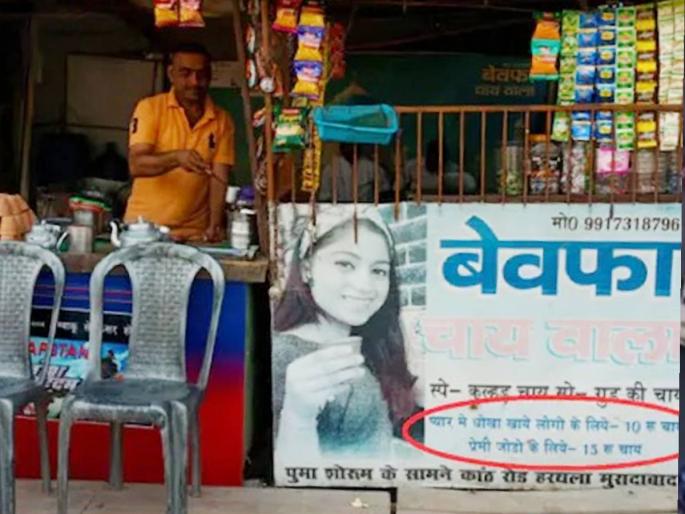 बेवफा
चाय वाला
मो0 9917318796
बेवफा
चाय वाला
स्पे- कुल्हड़ चाय स्पे- गुड़ की चाय
प्यार मे धोखा खाये लोगो के लिये- 10 रू चाय
प्रेमी जोडो के लिये- 15 रू चाय
पुमा शोरूम के सामने कांठ रोड हरथला मुरादाबाद